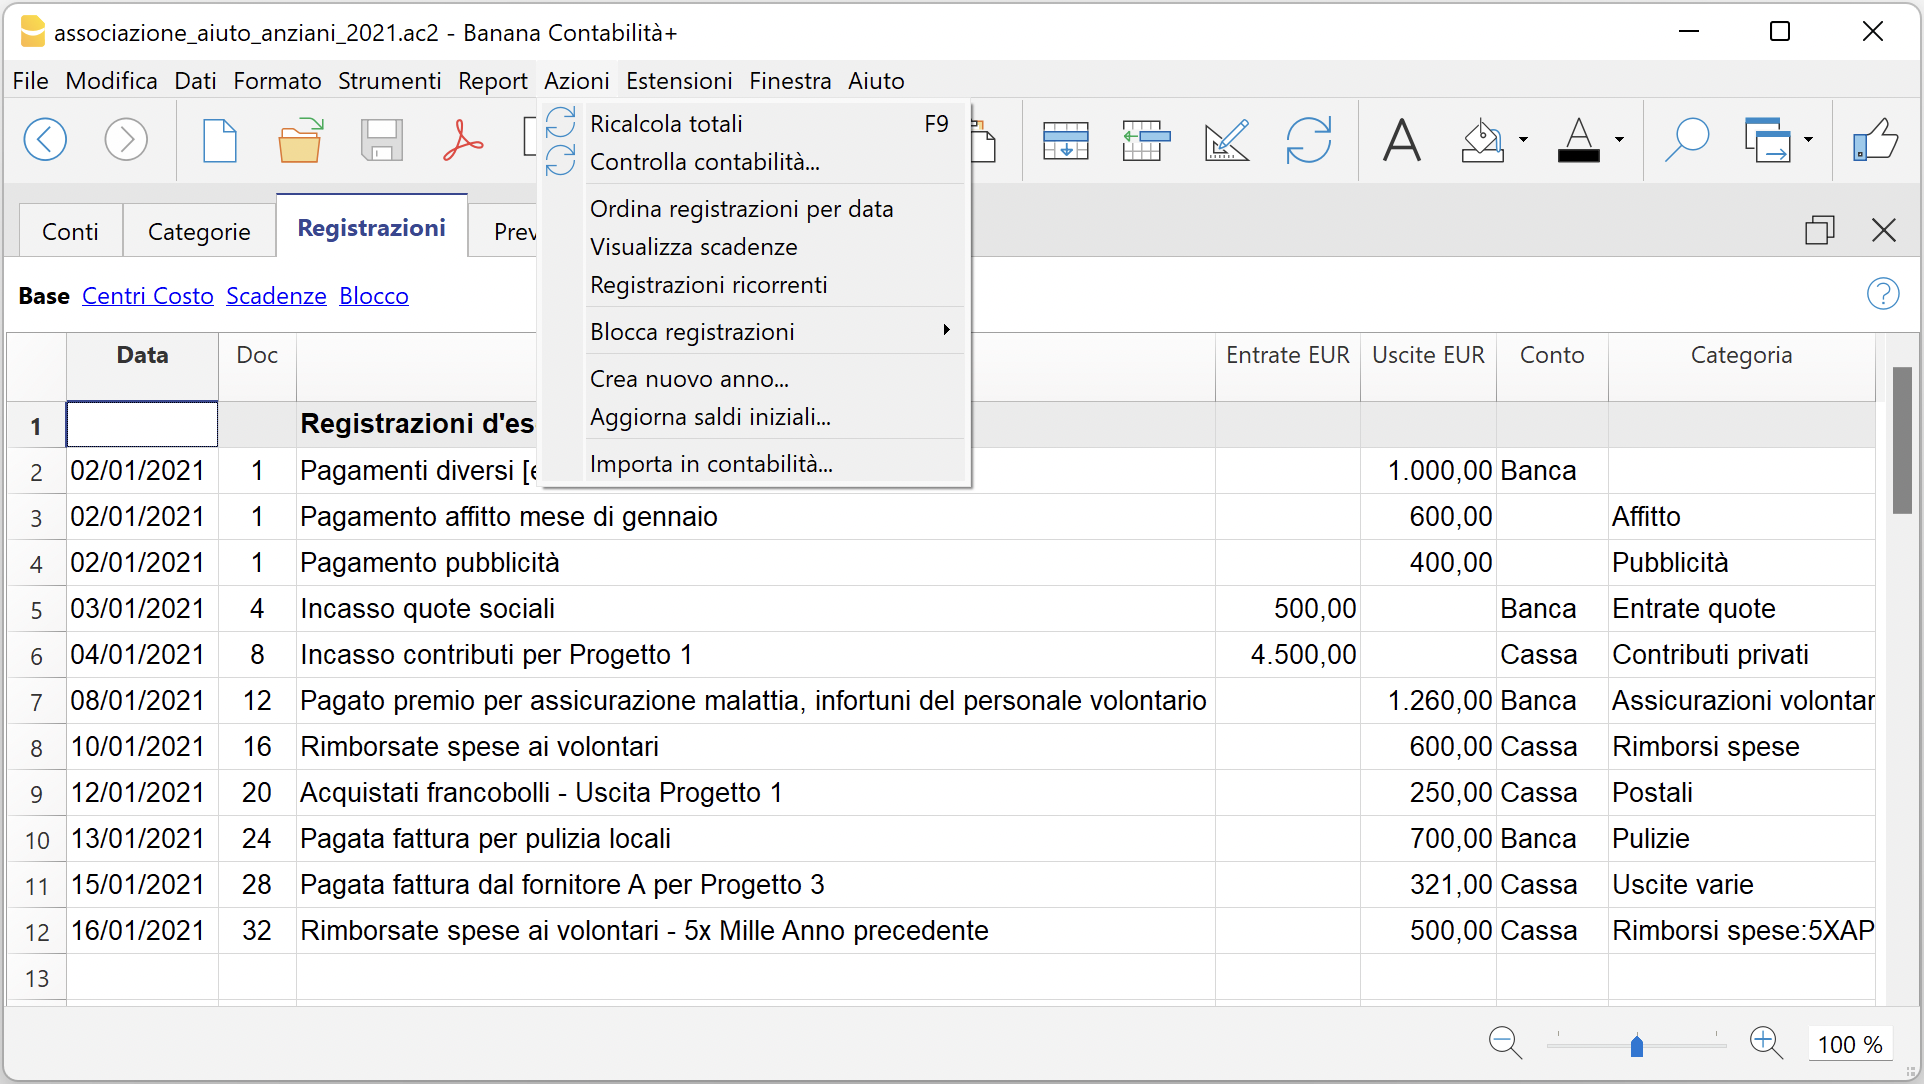 associazione_aiuto_anziani_2021.ac2 - Banana Contabilità+
File Modifica Dati Formato Strumenti Report Azioni Estensioni Finestra Aiuto
Ricalcola totali F9
Controlla contabilità...
Ordina registrazioni per data
Visualizza scadenze
Registrazioni ricorrenti
Blocca registrazioni
Crea nuovo anno...
Aggiorna saldi iniziali...
Importa in contabilità...
Conti Categorie Registrazioni Prev
Base Centri Costo Scadenze Blocco
Data Doc Entrate EUR Uscite EUR Conto Categoria
1 Registrazioni d'es
2 02/01/2021 1 Pagamenti diversi [e 1.000,00 Banca
3 02/01/2021 1 Pagamento affitto mese di gennaio 600,00 Affitto
4 02/01/2021 1 Pagamento pubblicità 400,00 Pubblicità
5 03/01/2021 4 Incasso quote sociali 500,00 Banca Entrate quote
6 04/01/2021 8 Incasso contributi per Progetto 1 4.500,00 Cassa Contributi privati
7 08/01/2021 12 Pagato premio per assicurazione malattia, infortuni del personale volontario 1.260,00 Banca Assicurazioni volontar
8 10/01/2021 16 Rimborsate spese ai volontari 600,00 Cassa Rimborsi spese
9 12/01/2021 20 Acquistati francobolli - Uscita Progetto 1 250,00 Cassa Postali
10 13/01/2021 24 Pagata fattura per pulizia locali 700,00 Banca Pulizie
11 15/01/2021 28 Pagata fattura dal fornitore A per Progetto 3 321,00 Cassa Uscite varie
12 16/01/2021 32 Rimborsate spese ai volontari - 5x Mille Anno precedente 500,00 Cassa Rimborsi spese:5XAP
13
100 %